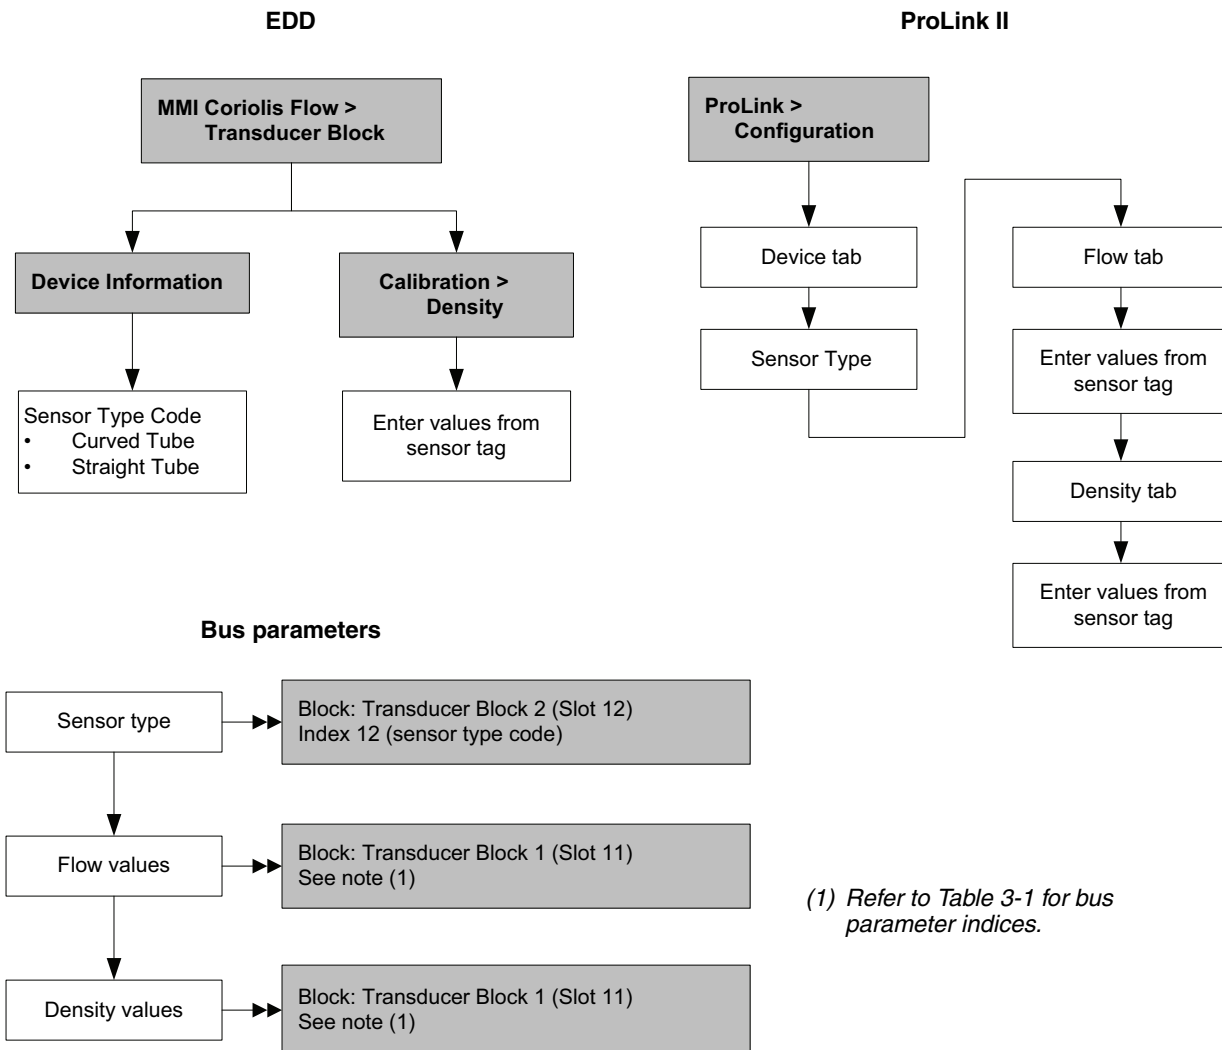 EDD
MMI Coriolis Flow >
Transducer Block
Device Information
Calibration >
Density
Sensor Type Code
• Curved Tube
• Straight Tube
Enter values from
sensor tag
ProLink II
ProLink >
Configuration
Device tab
Sensor Type
Flow tab
Enter values from
sensor tag
Density tab
Enter values from
sensor tag
Bus parameters
Sensor type
Block: Transducer Block 2 (Slot 12)
Index 12 (sensor type code)
Flow values
Block: Transducer Block 1 (Slot 11)
See note (1)
Density values
Block: Transducer Block 1 (Slot 11)
See note (1)
(1) Refer to Table 3-1 for bus
parameter indices.